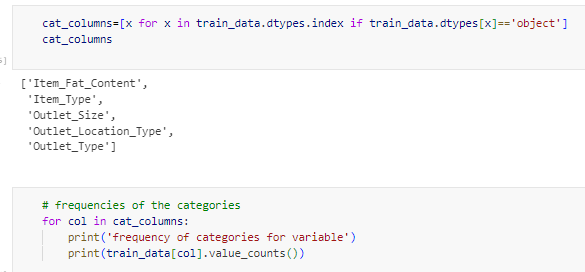 cat_columns=[x for x in train_data.dtypes.index if train_data.dtypes[x]=='object']
cat_columns
['Item_Fat_Content',
'Item_Type',
'Outlet_Size',
'Outlet_Location_Type',
'Outlet_Type']
# frequencies of the categories
for col in cat_columns:
print('frequency of categories for variable')
print(train_data[col].value_counts())